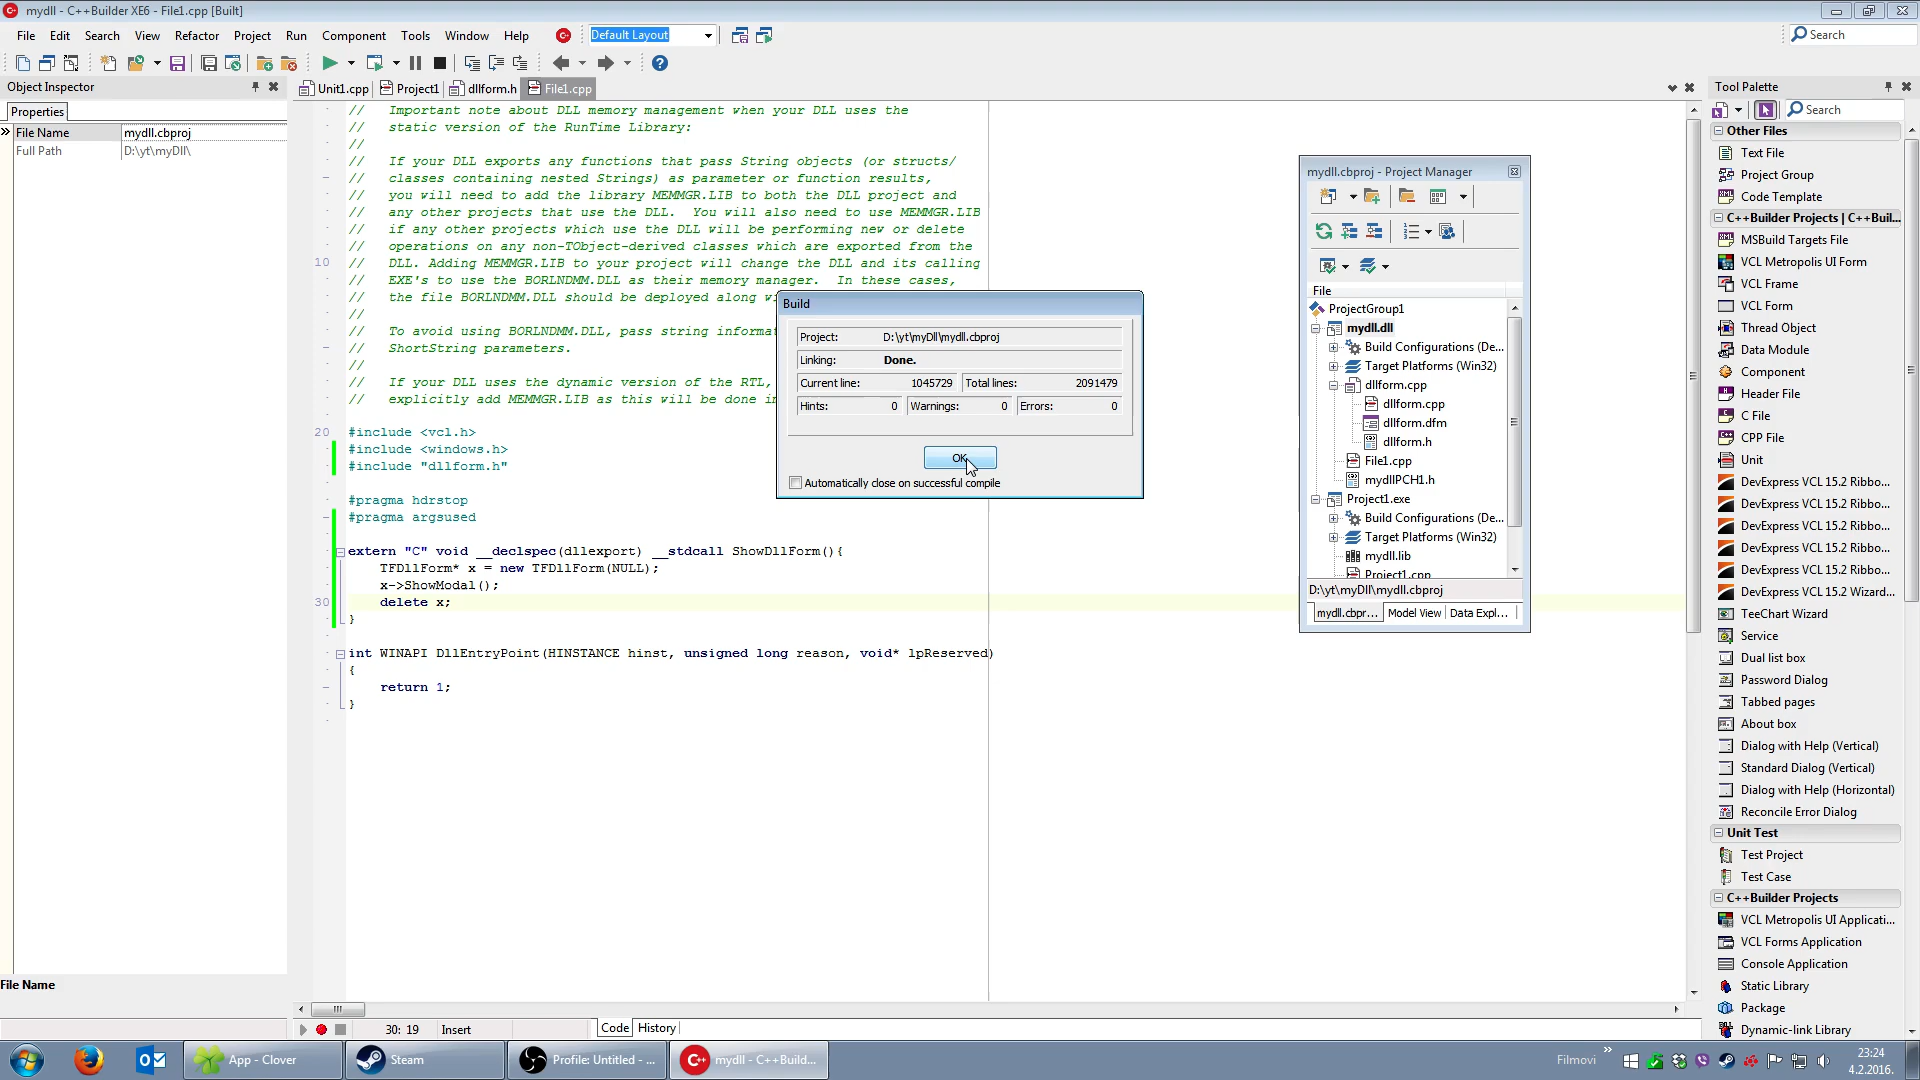 mydll - C++Builder XE6 - File1.cpp [Built]
File Edit Search View Refactor Project Run Component Tools Window Help
Default Layout
Search
Object Inspector
Properties
File Name mydll.cbproj
Full Path D:\yt\myDll\
File Name
Unit1.cpp Project1 dllform.h File1.cpp
// Important note about DLL memory management when your DLL uses the
// static version of the RunTime Library:
//
// If your DLL exports any functions that pass String objects (or structs/
// classes containing nested Strings) as parameter or function results,
// you will need to add the library MEMMGR.LIB to both the DLL project and
// any other projects that use the DLL. You will also need to use MEMMGR.LIB
// if any other projects which use the DLL will be performing new or delete
// operations on any non-TObject-derived classes which are exported from the
10 // DLL. Adding MEMMGR.LIB to your project will change the DLL and its calling
// EXE's to use the BORLNDMM.DLL as their memory manager. In these cases,
// the file BORLNDMM.DLL should be deployed along wi
//
// To avoid using BORLNDMM.DLL, pass string informat
// ShortString parameters.
//
// If your DLL uses the dynamic version of the RTL,
// explicitly add MEMMGR.LIB as this will be done im
20 #include <vcl.h>
#include <windows.h>
#include "dllform.h"
#pragma hdrstop
#pragma argsused
extern "C" void __declspec(dllexport) __stdcall ShowDllForm(){
TFDllForm* x = new TFDllForm(NULL);
x->ShowModal();
30 delete x;
}
int WINAPI DllEntryPoint(HINSTANCE hinst, unsigned long reason, void* lpReserved)
{
return 1;
}
30: 19 Insert
Code History
Build
Project: D:\yt\myDll\mydll.cbproj
Linking: Done.
Current line: 1045729 Total lines: 2091479
Hints: 0 Warnings: 0 Errors: 0
OK
Automatically close on successful compile
mydll.cbproj - Project Manager
File
ProjectGroup1
mydll.dll
Build Configurations (De...
Target Platforms (Win32)
dllform.cpp
dllform.cpp
dllform.dfm
dllform.h
File1.cpp
mydllPCH1.h
Project1.exe
Build Configurations (De...
Target Platforms (Win32)
mydll.lib
Project1.cpp
D:\yt\myDll\mydll.cbproj
mydll.cbpr... Model View Data Expl...
Tool Palette
Search
Other Files
Text File
Project Group
Code Template
C++Builder Projects | C++Buil...
MSBuild Targets File
VCL Metropolis UI Form
VCL Frame
VCL Form
Thread Object
Data Module
Component
Header File
C File
CPP File
Unit
DevExpress VCL 15.2 Ribbo...
DevExpress VCL 15.2 Ribbo...
DevExpress VCL 15.2 Ribbo...
DevExpress VCL 15.2 Ribbo...
DevExpress VCL 15.2 Ribbo...
DevExpress VCL 15.2 Wizard...
TeeChart Wizard
Service
Dual list box
Password Dialog
Tabbed pages
About box
Dialog with Help (Vertical)
Standard Dialog (Vertical)
Dialog with Help (Horizontal)
Reconcile Error Dialog
Unit Test
Test Project
Test Case
C++Builder Projects
VCL Metropolis UI Applicati...
VCL Forms Application
Console Application
Static Library
Package
Dynamic-link Library
App - Clover
Steam
Profile: Untitled - ...
mydll - C++Build...
Filmovi
23:24
4.2.2016.